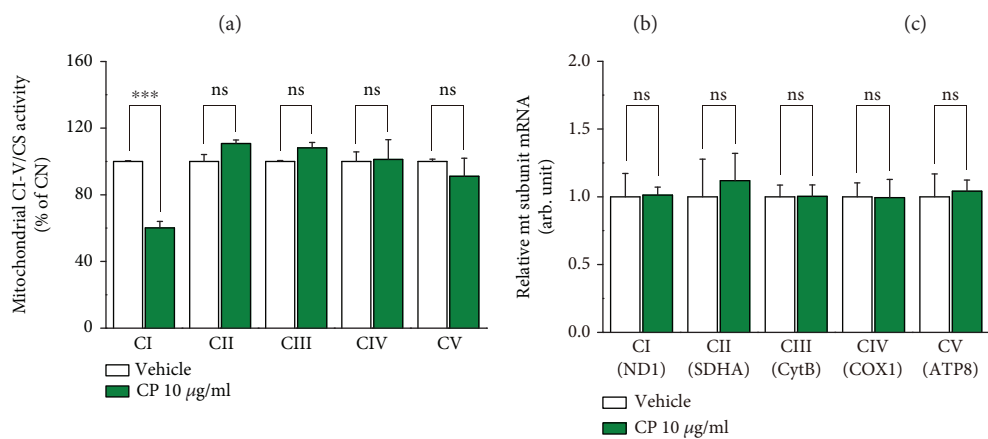 (a)
(b)
(c)
Mitochondrial CI-V/CS activity
(% of CN)
160
120
80
40
0
***
ns
ns
ns
ns
CI
CII
CIII
CIV
CV
Vehicle
CP 10 μg/ml
Relative mt subunit mRNA
(arb. unit)
2.0
1.5
1.0
0.5
0.0
ns
ns
ns
ns
ns
CI
CII
CIII
CIV
CV
(ND1)
(SDHA)
(CytB)
(COX1)
(ATP8)
Vehicle
CP 10 μg/ml